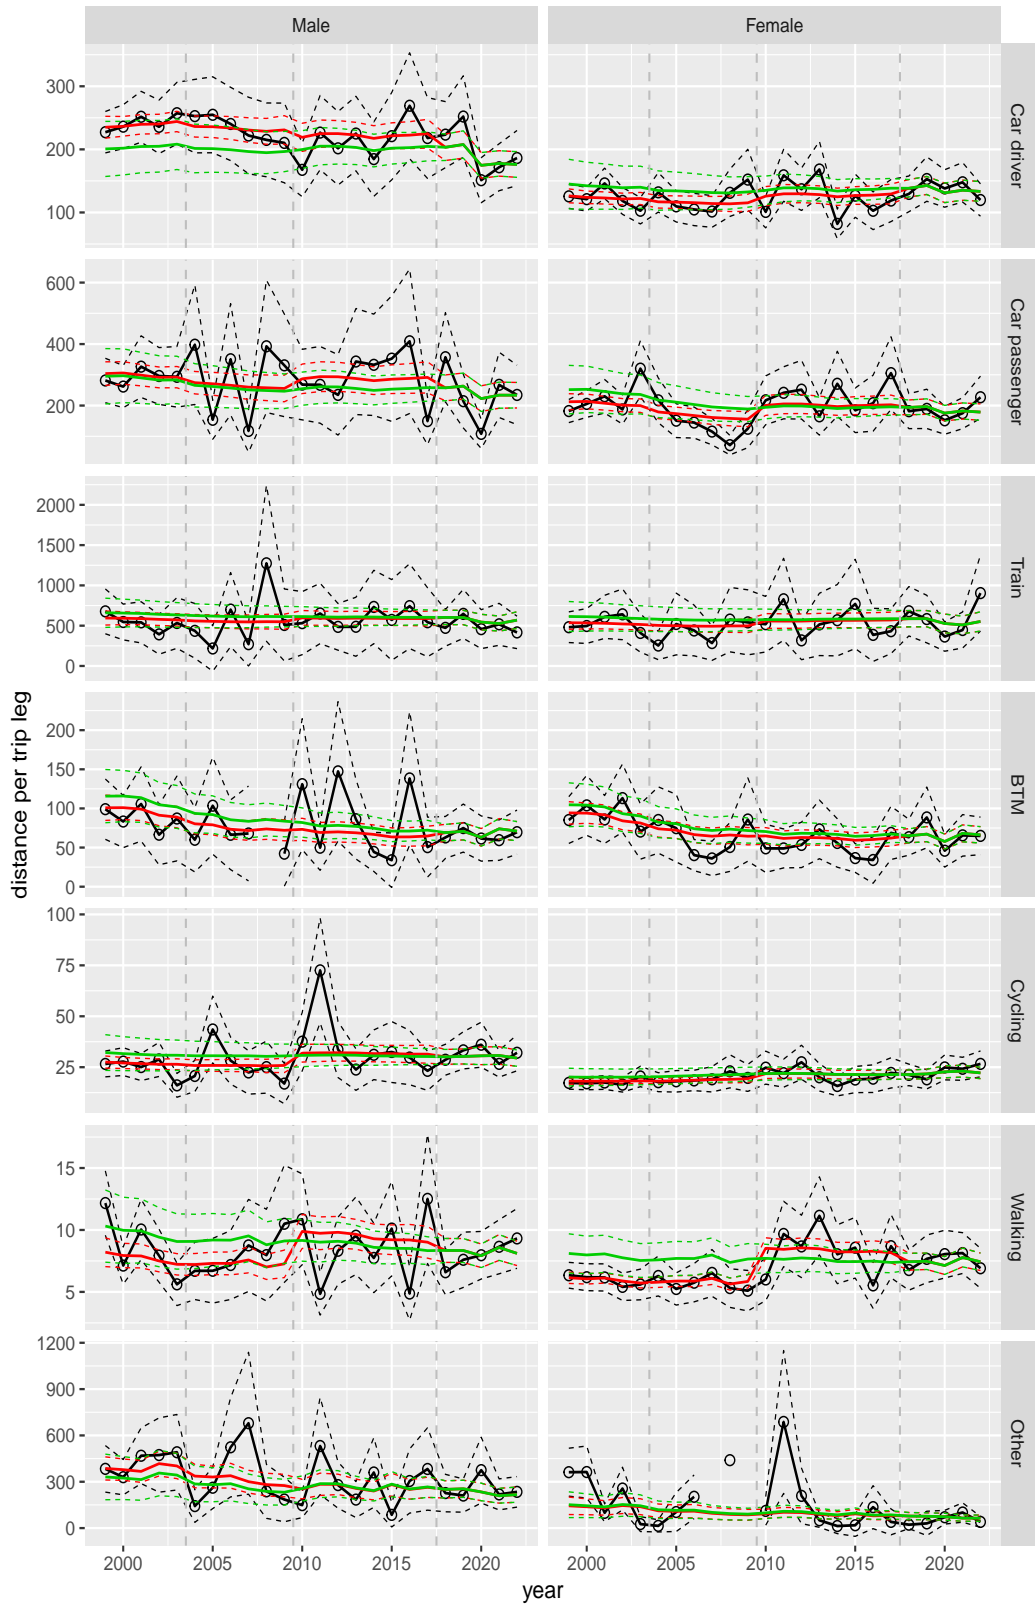 Male
Female
300
200
100
Car driver
600
400
200
Car passenger
2000
1500
1000
500
0
Train
200
150
100
50
0
BTM
100
75
50
25
Cycling
15
10
5
Walking
1200
900
600
300
0
Other
2000 2005 2010 2015 2020
2000 2005 2010 2015 2020
year
distance per trip leg